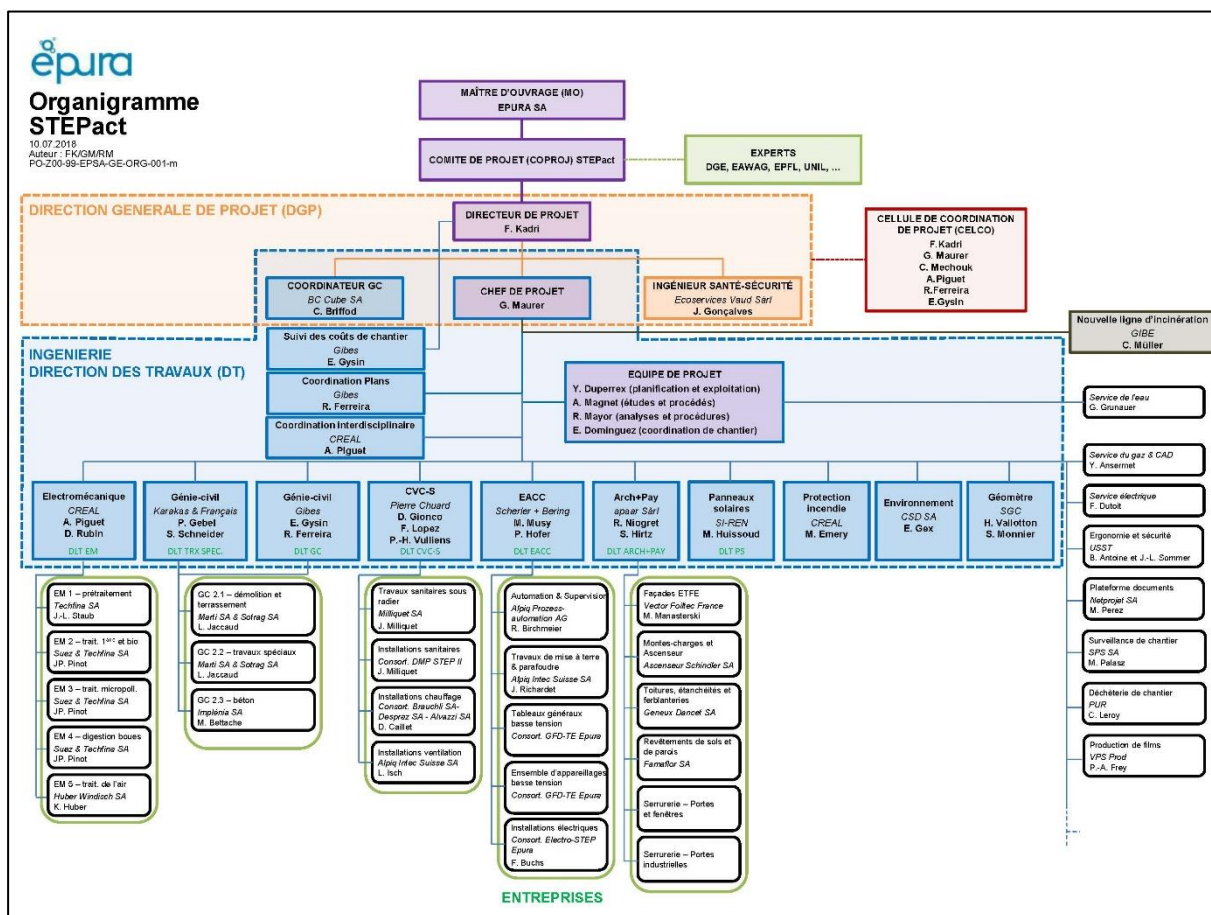 épura
Organigramme
STEPact
10.07.2018
Auteur : FK/GM/RM
PO-Z00-99-EPSA-GE-ORG-001-m
MAÎTRE D'OUVRAGE (MO)
EPURA SA
COMITE DE PROJET (COPROJ) STEPact
EXPERTS
DGE, EAWAG, EPFL, UNIL, ...
DIRECTION GENERALE DE PROJET (DGP)
DIRECTEUR DE PROJET
F. Kadri
CELLULE DE COORDINATION
DE PROJET (CELCO)
F.Kadri
G. Maurer
C. Mechouk
A.Piguet
R.Ferreira
E.Gysin
COORDINATEUR GC
BC Cube SA
C. Briffod
CHEF DE PROJET
G. Maurer
INGÉNIEUR SANTÉ-SÉCURITÉ
Ecoservices Vaud Sàrl
J. Gonçalves
Nouvelle ligne d'incinération
GIBE
C. Müller
INGENIERIE
DIRECTION DES TRAVAUX (DT)
Suivi des coûts de chantier
Gibes
E. Gysin
Coordination Plans
Gibes
R. Ferreira
Coordination interdisciplinaire
CREAL
A. Piguet
EQUIPE DE PROJET
Y. Duperrex (planification et exploitation)
A. Magnet (études et procédés)
R. Mayor (analyses et procédures)
E. Dominguez (coordination de chantier)
Service de l'eau
G. Grunauer
Service du gaz & CAD
Y. Ansermet
Service électrique
F. Dutoit
Ergonomie et sécurité
USST
B. Antoine et J.-L. Sommer
Plateforme documents
Netprojet SA
M. Perez
Surveillance de chantier
SPS SA
M. Palasz
Déchèterie de chantier
PUR
C. Leroy
Production de films
VPS Prod
P.-A. Frey
Electromécanique
CREAL
A. Piguet
D. Rubin
DLT EM
Génie-civil
Karakas & Français
P. Gebel
S. Schneider
DLT TRX SPEC.
Génie-civil
Gibes
E. Gysin
R. Ferreira
DLT GC
CVC-S
Pierre Chuard
D. Gionco
F. Lopez
P.-H. Vulliens
DLT CVC-S
EACC
Scherler + Bering
M. Musy
P. Hofer
DLT EACC
Arch+Pay
apaar Sàrl
R. Niogret
S. Hirtz
DLT ARCH+PAY
Panneaux
solaires
SI-REN
M. Huissoud
DLT PS
Protection
incendie
CREAL
M. Emery
Environnement
CSD SA
E. Gex
Géomètre
SGC
H. Vallotton
S. Monnier
EM 1 – prétraitement
Techfina SA
J.-L. Staub
EM 2 – trait. 1aire et bio
Suez & Techfina SA
JP. Pinot
EM 3 – trait. micropoll.
Suez & Techfina SA
JP. Pinot
EM 4 – digestion boues
Suez & Techfina SA
JP. Pinot
EM 5 – trait. de l'air
Huber Windisch SA
K. Huber
GC 2.1 – démolition et
terrassement
Marti SA & Sotrag SA
L. Jaccaud
GC 2.2 – travaux spéciaux
Marti SA & Sotrag SA
L. Jaccaud
GC 2.3 – béton
Implénia SA
M. Bettache
Travaux sanitaires sous
radier
Milliquet SA
J. Milliquet
Installations sanitaires
Consort. DMP STEP II
J. Milliquet
Installations chauffage
Consort. Brauchli SA-
Desprez SA - Alvazzi SA
D. Caillet
Installations ventilation
Alpiq Intec Suisse SA
L. Isch
Automation & Supervision
Alpiq Prozess-
automation AG
R. Birchmeier
Travaux de mise à terre
& parafoudre
Alpiq Intec Suisse SA
J. Richardet
Tableaux généraux
basse tension
Consort. GFD-TE Epura
Ensemble d'appareillages
basse tension
Consort. GFD-TE Epura
Installations électriques
Consort. Electro-STEP
Epura
F. Buchs
Façades ETFE
Vector Foiltec France
M. Manasterski
Montes-charges et
Ascenseur
Ascenseur Schindler SA
Toitures, étanchéités et
ferblanteries
Geneux Dancet SA
Revêtements de sols et
de parois
Famaflor SA
Serrurerie – Portes
et fenêtres
Serrurerie – Portes
industrielles
ENTREPRISES